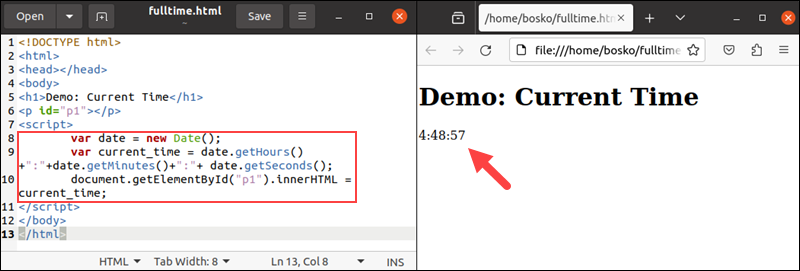 Open
fulltime.html
~
Save
1 <!DOCTYPE html>
2 <html>
3 <head></head>
4 <body>
5 <h1>Demo: Current Time</h1>
6 <p id="p1"></p>
7 <script>
8 var date = new Date();
9 var current_time = date.getHours()
+":"+date.getMinutes()+":"+ date.getSeconds();
10 document.getElementById("p1").innerHTML =
current_time;
11 </script>
12 </body>
13 </html>
HTML
Tab Width: 8
Ln 13, Col 8
INS
/home/bosko/fulltime.htm
file:///home/bosko/fulltime
Demo: Current Time
4:48:57